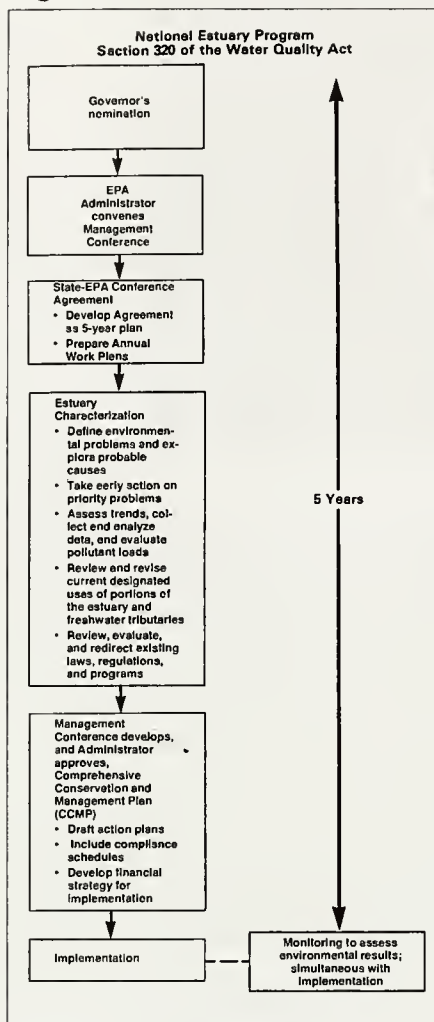 Netionel Estuary Program
Section 320 of the Water Quality Act
Governor's
nomination
EPA
Administrator
convenes
Management
Conference
State-EPA Conference
Agreement
• Develop Agreement
as 5-year plan
• Prepare Annual
Work Plens
Estuary
Characterization
• Define environmen-
tal problems and ex-
plora probable
causes
• Take early action on
priority problems
• Assess trends, col-
lect end analyze
data, and evaluate
pollutant loads
• Review and revise
current designated
uses of portions of
the estuary and
freshwater tributaries
• Review, evaluate,
and redirect existing
laws, regulations,
and programs
Management
Conference develops,
and Administrator
approves,
Comprehensive
Conservation and
Management Plan
(CCMP)
• Draft action plans
• Include compliance
schedules
• Develop financial
strategy for
implementation
Implementation
5 Years
Monitoring to assess
environmental results;
simultaneous with
implementation